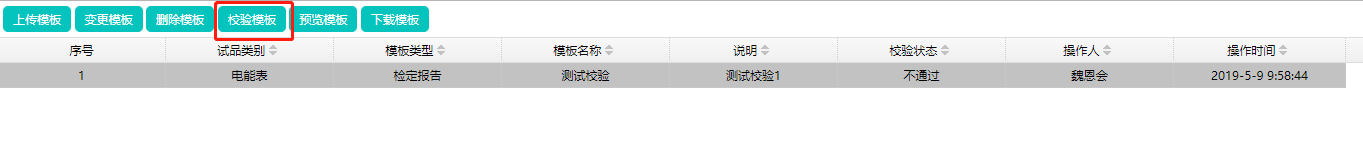 上传模板 变更模板 删除模板 校验模板 预览模板 下载模板
序号 试品类别 模板类型 模板名称 说明 校验状态 操作人 操作时间
1 电能表 检定报告 测试校验 测试校验1 不通过 魏恩会 2019-5-9 9:58:44